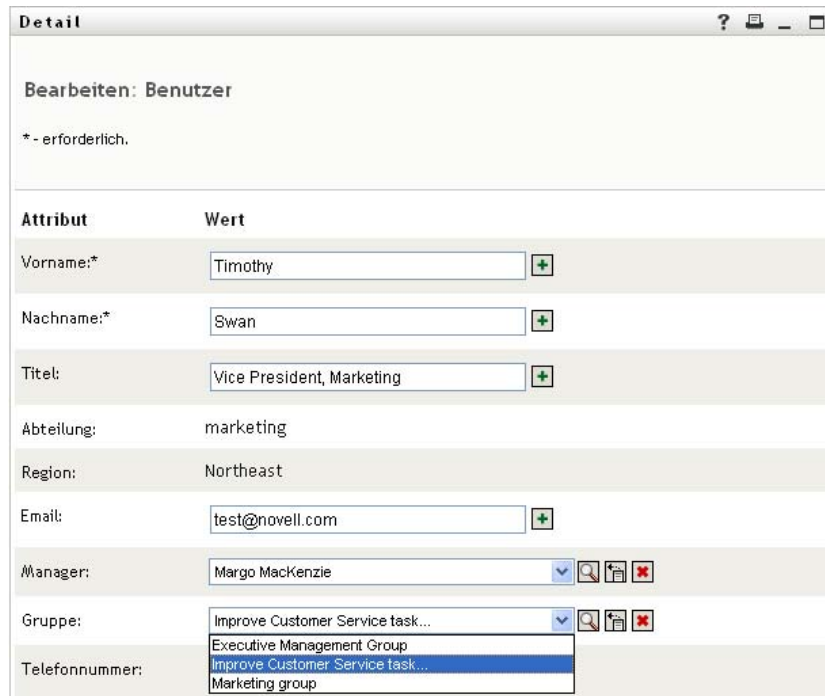 Detail ?
Bearbeiten: Benutzer
* - erforderlich.
Attribut Wert
Vorname:* Timothy
Nachname:* Swan
Titel: Vice President, Marketing
Abteilung: marketing
Region: Northeast
Email: test@novell.com
Manager: Margo MacKenzie
Gruppe: Improve Customer Service task...
Executive Management Group
Improve Customer Service task...
Telefonnummer:
Marketing group